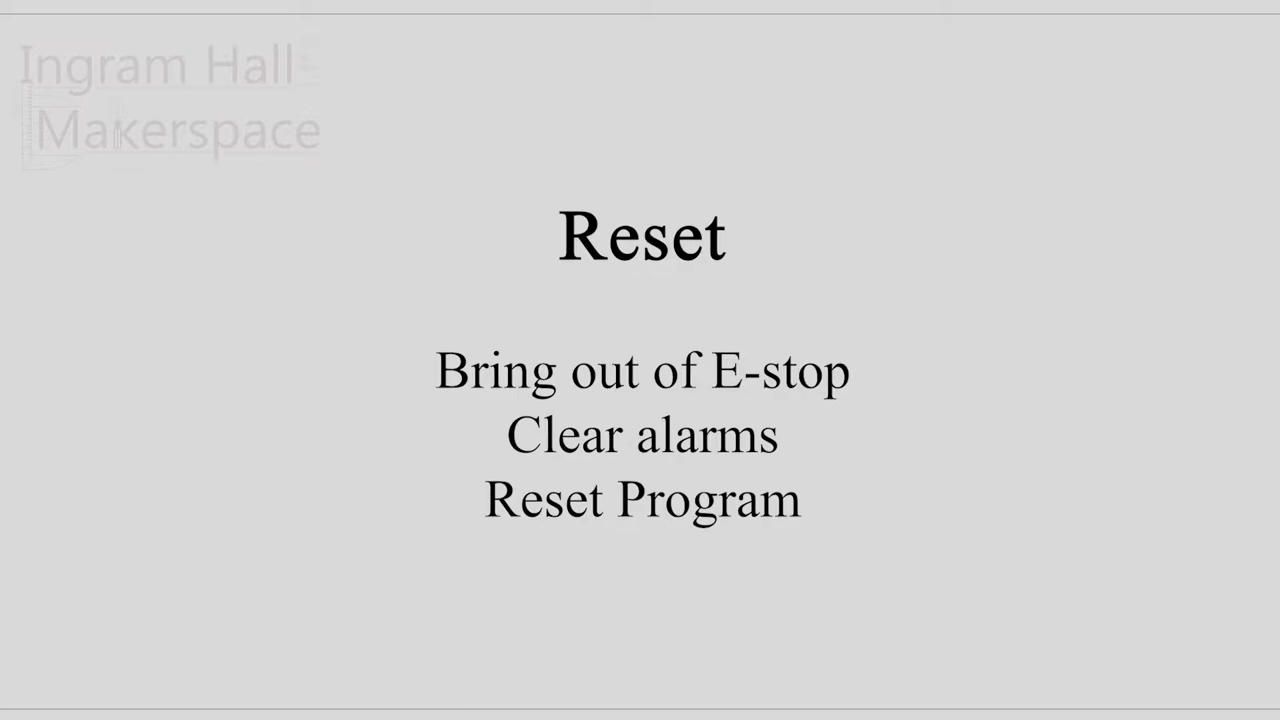 Ingram Hall
Makerspace
Reset
Bring out of E-stop
Clear alarms
Reset Program